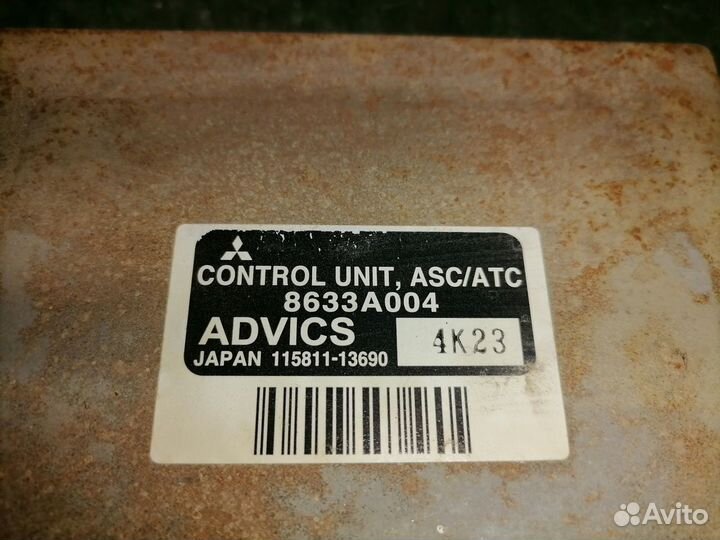 CONTROL UNIT, ASC/ATC
8633A004
ADVICS 4K23
JAPAN 115811-13690
Avito